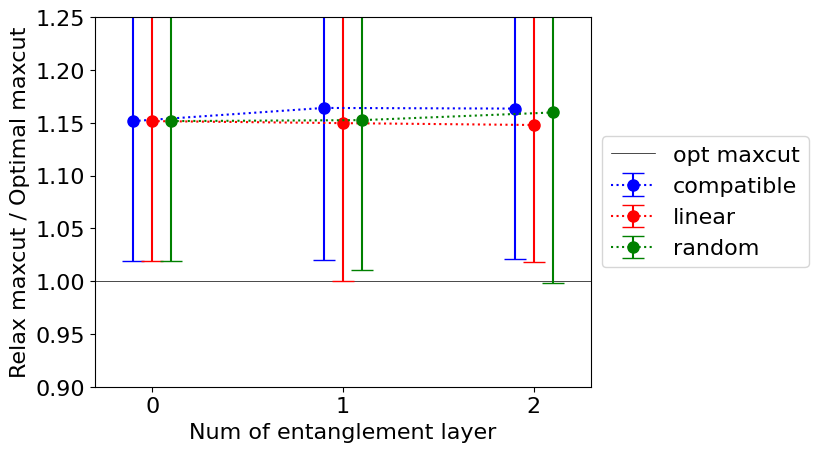 Relax maxcut / Optimal maxcut
1.25
1.20
1.15
1.10
1.05
1.00
0.95
0.90
0 1 2
Num of entanglement layer
opt maxcut
compatible
linear
random